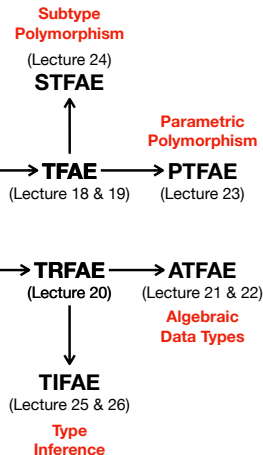 Subtype
Polymorphism
(Lecture 24)
STFAE
Parametric
Polymorphism
TFAE
PTFAE
(Lecture 18 & 19)
(Lecture 23)
TRFAE
ATFAE
(Lecture 20)
(Lecture 21 & 22)
Algebraic
Data Types
TIFAE
(Lecture 25 & 26)
Type
Inference